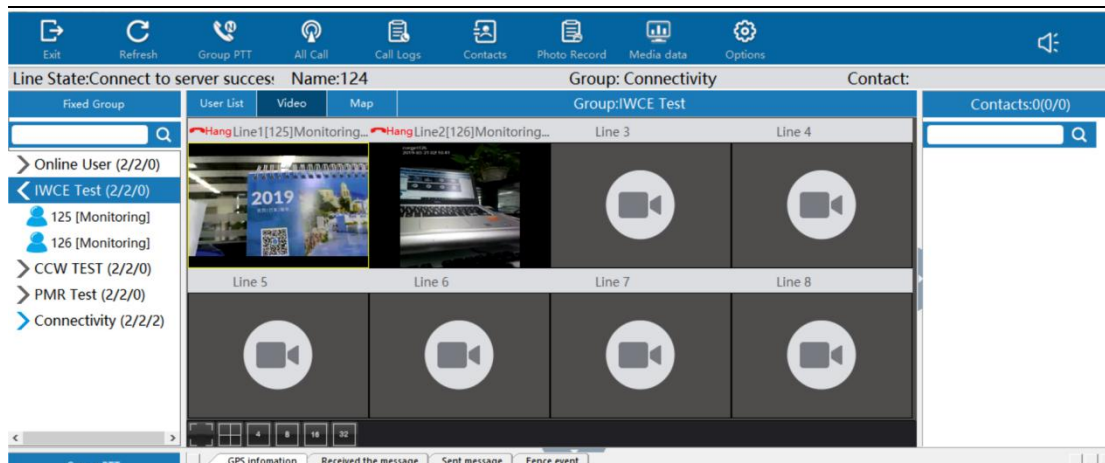 Exit Refresh Group PTT All Call Call Logs Contacts Photo Record Media data Options
Line State:Connect to server success Name:124 Group: Connectivity Contact:
Fixed Group
User List Video Map Group:IWCE Test
Contacts:0(0/0)
Hang Line1[125]Monitoring... Hang Line2[126]Monitoring... Line 3 Line 4
Online User (2/2/0)
IWCE Test (2/2/0)
125 [Monitoring]
126 [Monitoring]
CCW TEST (2/2/0)
PMR Test (2/2/0)
Connectivity (2/2/2)
2019
Line 5 Line 6 Line 7 Line 8
4 8 16 32
GPS infomation Received the message Sent message Fence event